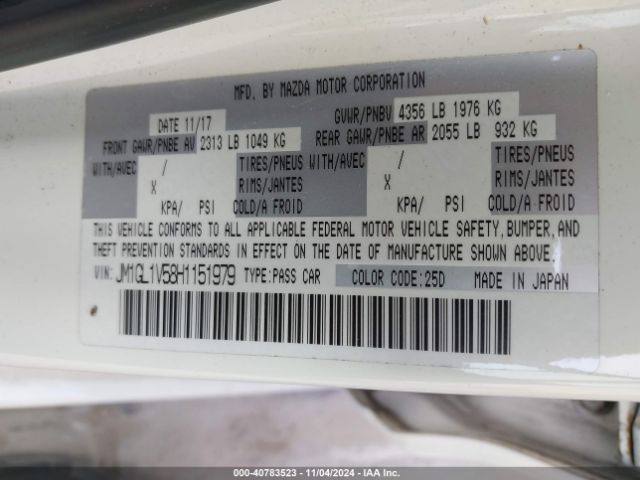 MFD. BY MAZDA MOTOR CORPORATION
DATE 11/17 GVWR/PNBV 4356 LB 1976 KG
FRONT GAWR/PNBE AV 2313 LB 1049 KG REAR GAWR/PNBE AR 2055 LB 932 KG
WITH/AVEC / TIRES/PNEUS WITH/AVEC / TIRES/PNEUS
X RIMS/JANTES X RIMS/JANTES
KPA/ PSI COLD/A FROID KPA/ PSI COLD/A FROID
THIS VEHICLE CONFORMS TO ALL APPLICABLE FEDERAL MOTOR VEHICLE SAFETY, BUMPER, AND
THEFT PREVENTION STANDARDS IN EFFECT ON THE DATE OF MANUFACTURE SHOWN ABOVE.
VIN: JM1GL1V58H1151979 TYPE:PASS CAR COLOR CODE:25D MADE IN JAPAN
000-40783523 - 11/04/2024 - IAA Inc.